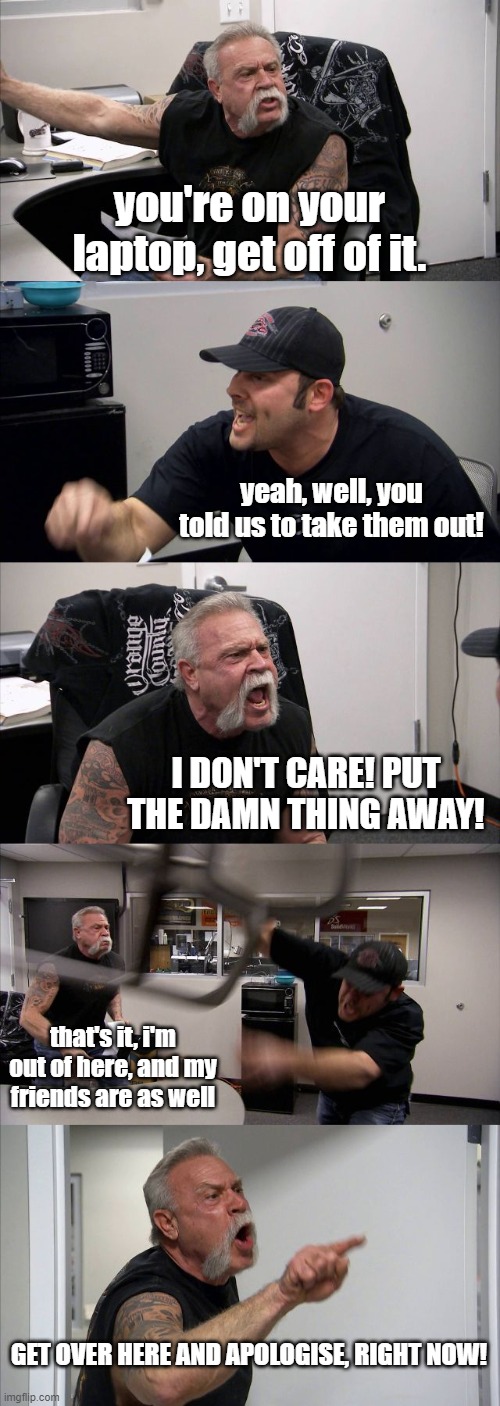 you're on your
laptop, get off of it.
yeah, well, you
told us to take them out!
Orange
County
I DON'T CARE! PUT
THE DAMN THING AWAY!
that's it, i'm
out of here, and my
friends are as well
GET OVER HERE AND APOLOGISE, RIGHT NOW!
imgflip.com